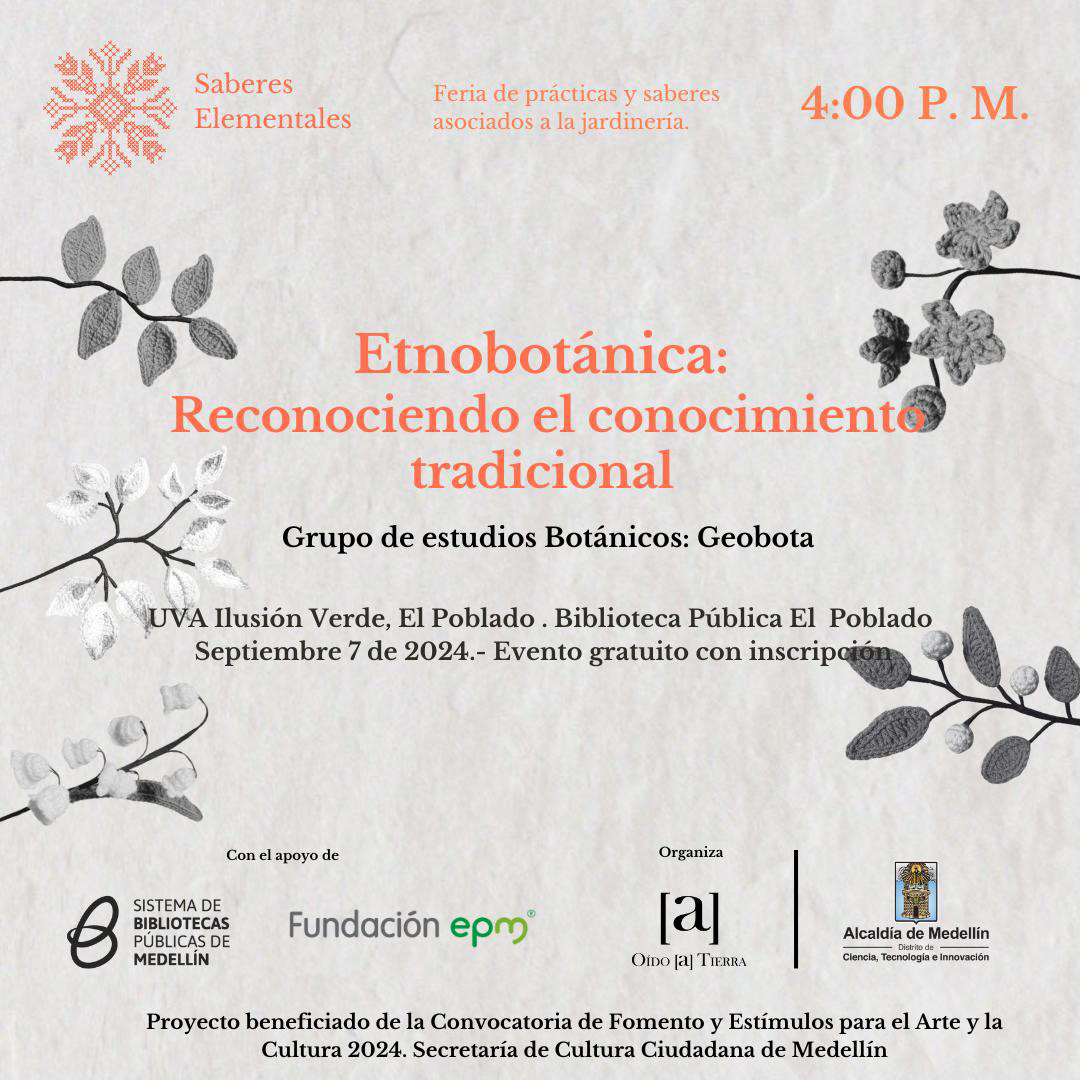 Saberes
Elementales
Feria de prácticas y saberes
asociados a la jardinería.
4:00 P. M.
Etnobotánica:
Reconociendo el conocimiento
tradicional
Grupo de estudios Botánicos: Geobota
UVA Ilusión Verde, El Poblado . Biblioteca Pública El  Poblado
Septiembre 7 de 2024.- Evento gratuito con inscripción
Con el apoyo de
SISTEMA DE
BIBLIOTECAS
PÚBLICAS DE
MEDELLÍN
Fundación epm®
Organiza
[a]
OÍDO [a] TIERRA
Alcaldía de Medellín
Distrito de
Ciencia, Tecnología e Innovación
Proyecto beneficiado de la Convocatoria de Fomento y Estímulos para el Arte y la
Cultura 2024. Secretaría de Cultura Ciudadana de Medellín